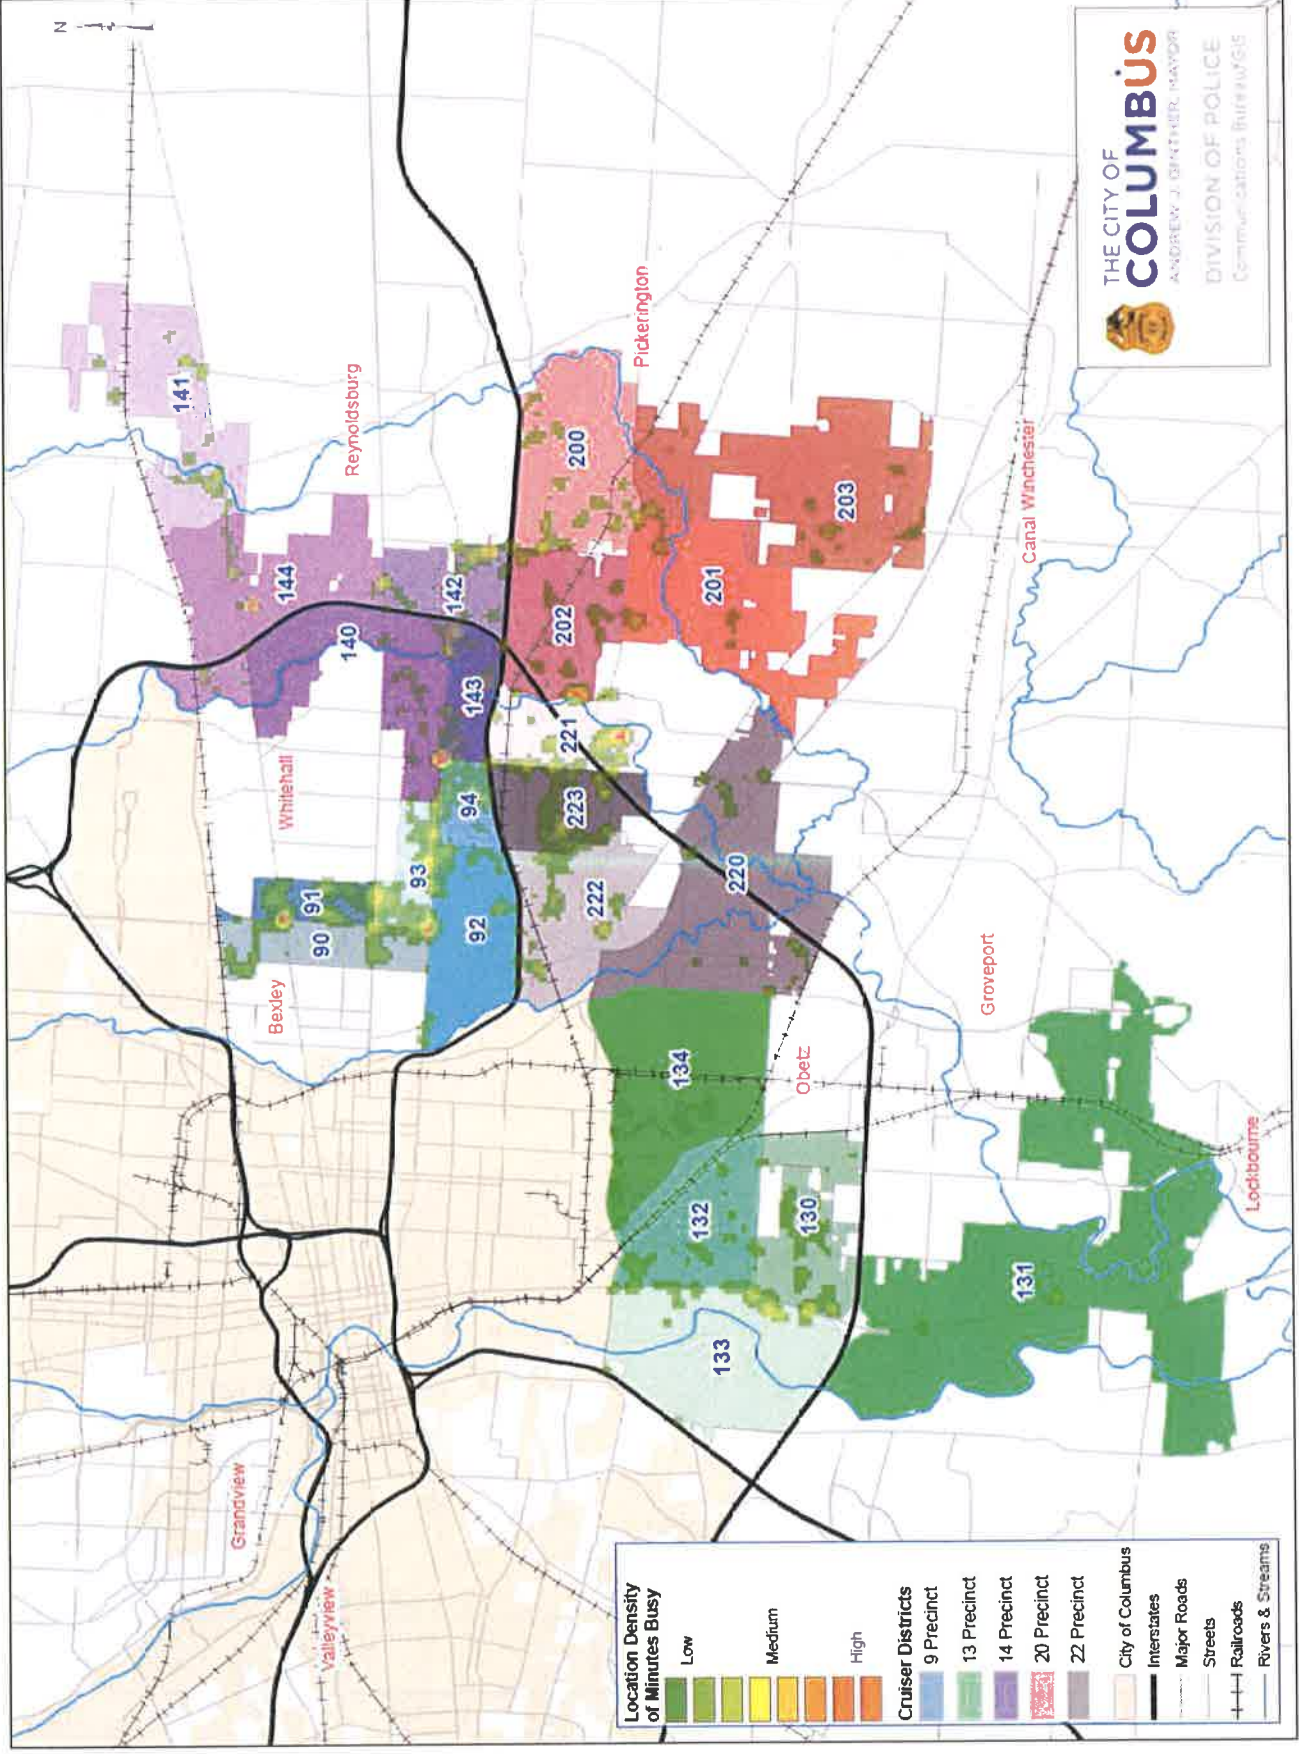 N
141
Reynoldsburg
144
140
142
143
Pickerington
200
202
201
203
Canal Winchester
Whitehall
91
90
93
94
92
221
223
222
220
Bexley
134
132
130
133
131
Obetz
Groveport
Lockbourne
Grandview
Valleyview
THE CITY OF
COLUMBUS
ANDREW J. GINTHER, MAYOR
DIVISION OF POLICE
Communications Bureau/GIS
Location Density
of Minutes Busy
Low
Medium
High
Cruiser Districts
9 Precinct
13 Precinct
14 Precinct
20 Precinct
22 Precinct
City of Columbus
Interstates
Major Roads
Streets
Railroads
Rivers & Streams